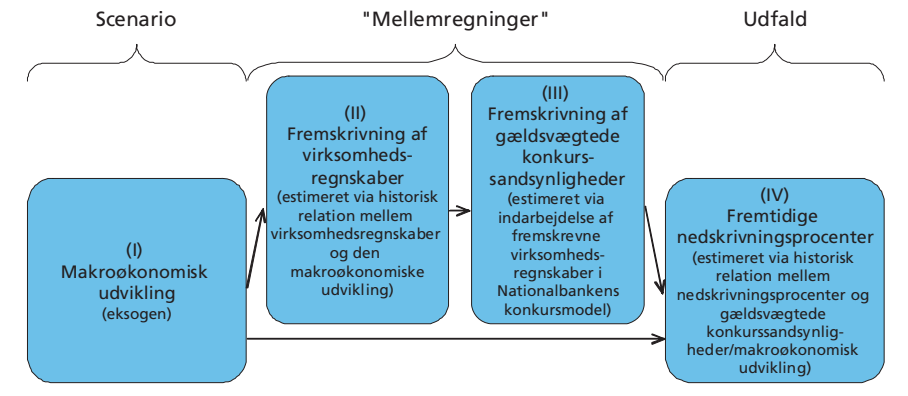 Scenario
"Mellemregninger"
Udfald
(I)
Makroøkonomisk
udvikling
(eksogen)
(II)
Fremskrivning af
virksomheds-
regnskaber
(estimeret via historisk
relation mellem
virksomhedsregnskaber
og den
makroøkonomiske
udvikling)
(III)
Fremskrivning af
gældsvægtede
konkurs-
sandsynligheder
(estimeret via
indarbejdelse af
fremskrevne
virksomheds-
regnskaber i
Nationalbankens
konkursmodel)
(IV)
Fremtidige
nedskrivningsprocenter
(estimeret via historisk
relation mellem
nedskrivningsprocenter og
gældsvægtede
konkurssandsynlig-
heder/makroøkonomisk
udvikling)